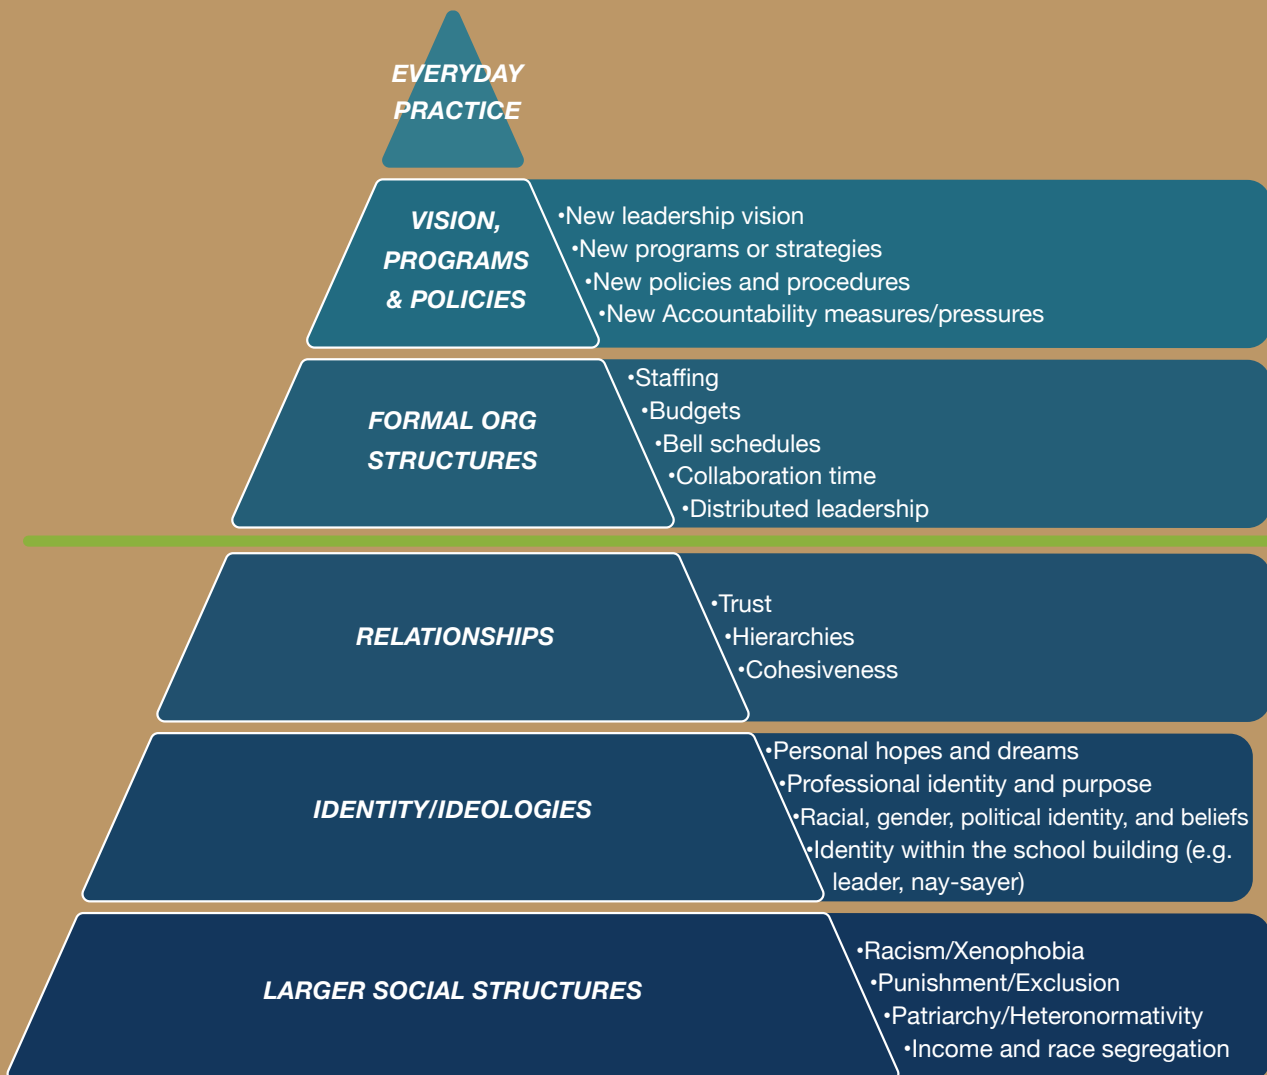 EVERYDAY
PRACTICE
VISION,
PROGRAMS
& POLICIES
•New leadership vision
•New programs or strategies
•New policies and procedures
•New Accountability measures/pressures
FORMAL ORG
STRUCTURES
•Staffing
•Budgets
•Bell schedules
•Collaboration time
•Distributed leadership
RELATIONSHIPS
•Trust
•Hierarchies
•Cohesiveness
IDENTITY/IDEOLOGIES
•Personal hopes and dreams
•Professional identity and purpose
•Racial, gender, political identity, and beliefs
•Identity within the school building (e.g.
leader, nay-sayer)
LARGER SOCIAL STRUCTURES
•Racism/Xenophobia
•Punishment/Exclusion
•Patriarchy/Heteronormativity
•Income and race segregation